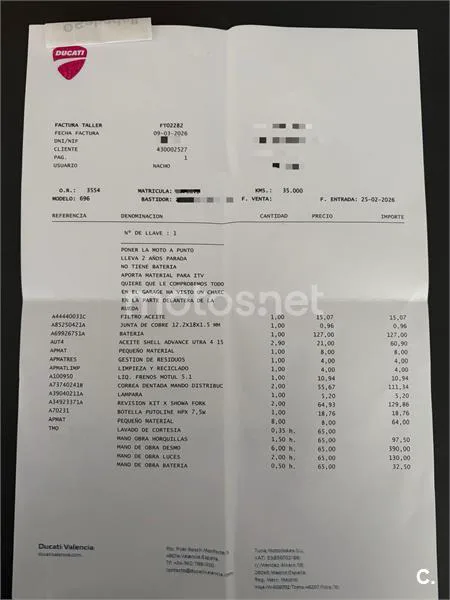 DUCATI
FACTURA TALLER FY02282
FECHA FACTURA 09-03-2026
DNI/NIF
CLIENTE 430002527
PAG. 1
USUARIO NACHO
O.R.: 3554 MATRICULA: KMS.: 35.000
MODELO: 696 BASTIDOR: F. VENTA: F. ENTRADA: 25-02-2026
REFERENCIA DENOMINACION CANTIDAD PRECIO IMPORTE
Nº DE LLAVE : 1
PONER LA MOTO A PUNTO
LLEVA 2 AÑOS PARADA
NO TIENE BATERIA
APORTA MATERIAL PARA ITV
QUIERE QUE LE COMPROBEMOS TODO
EN EL GARAGE HA VISTO UN CHARC
EN LA PARTE DELANTERA DE LA
RUEDA
A44440031C FILTRO ACEITE 1,00 15,07 15,07
A85250421A JUNTA DE COBRE 12.2X18X1.5 MM 1,00 0,96 0,96
A69926751A BATERIA 1,00 127,00 127,00
AUT4 ACEITE SHELL ADVANCE UTRA 4 15 2,90 21,00 60,90
APMAT PEQUEÑO MATERIAL 1,00 8,00 8,00
APMATRES GESTION DE RESIDUOS 1,00 4,00 4,00
APMATLIMP LIMPIEZA Y RECICLADO 1,00 4,00 4,00
A100950 LIQ. FRENOS MOTUL 5.1 1,00 10,94 10,94
A73740241B CORREA DENTADA MANDO DISTRIBUC 2,00 55,67 111,34
A39040211A LAMPARA 1,00 5,20 5,20
A34923371A REVISION KIT X SHOWA FORK 2,00 64,93 129,86
A70231 BOTELLA PUTOLINE HPX 7,5W 1,00 18,76 18,76
APMAT PEQUEÑO MATERIAL 8,00 8,00 64,00
TMO LAVADO DE CORTESIA 0,35 h. 65,00
MANO OBRA HORQUILLAS 1,50 h. 65,00 97,50
MANO DE OBRA DESMO 6,00 h. 65,00 390,00
MANO DE OBRA LUCES 2,00 h. 65,00 130,00
MANO DE OBRA BATERIA 0,50 h. 65,00 32,50
fotos.net
Ducati Valencia
ducativalencia.com
Valencia España
C.